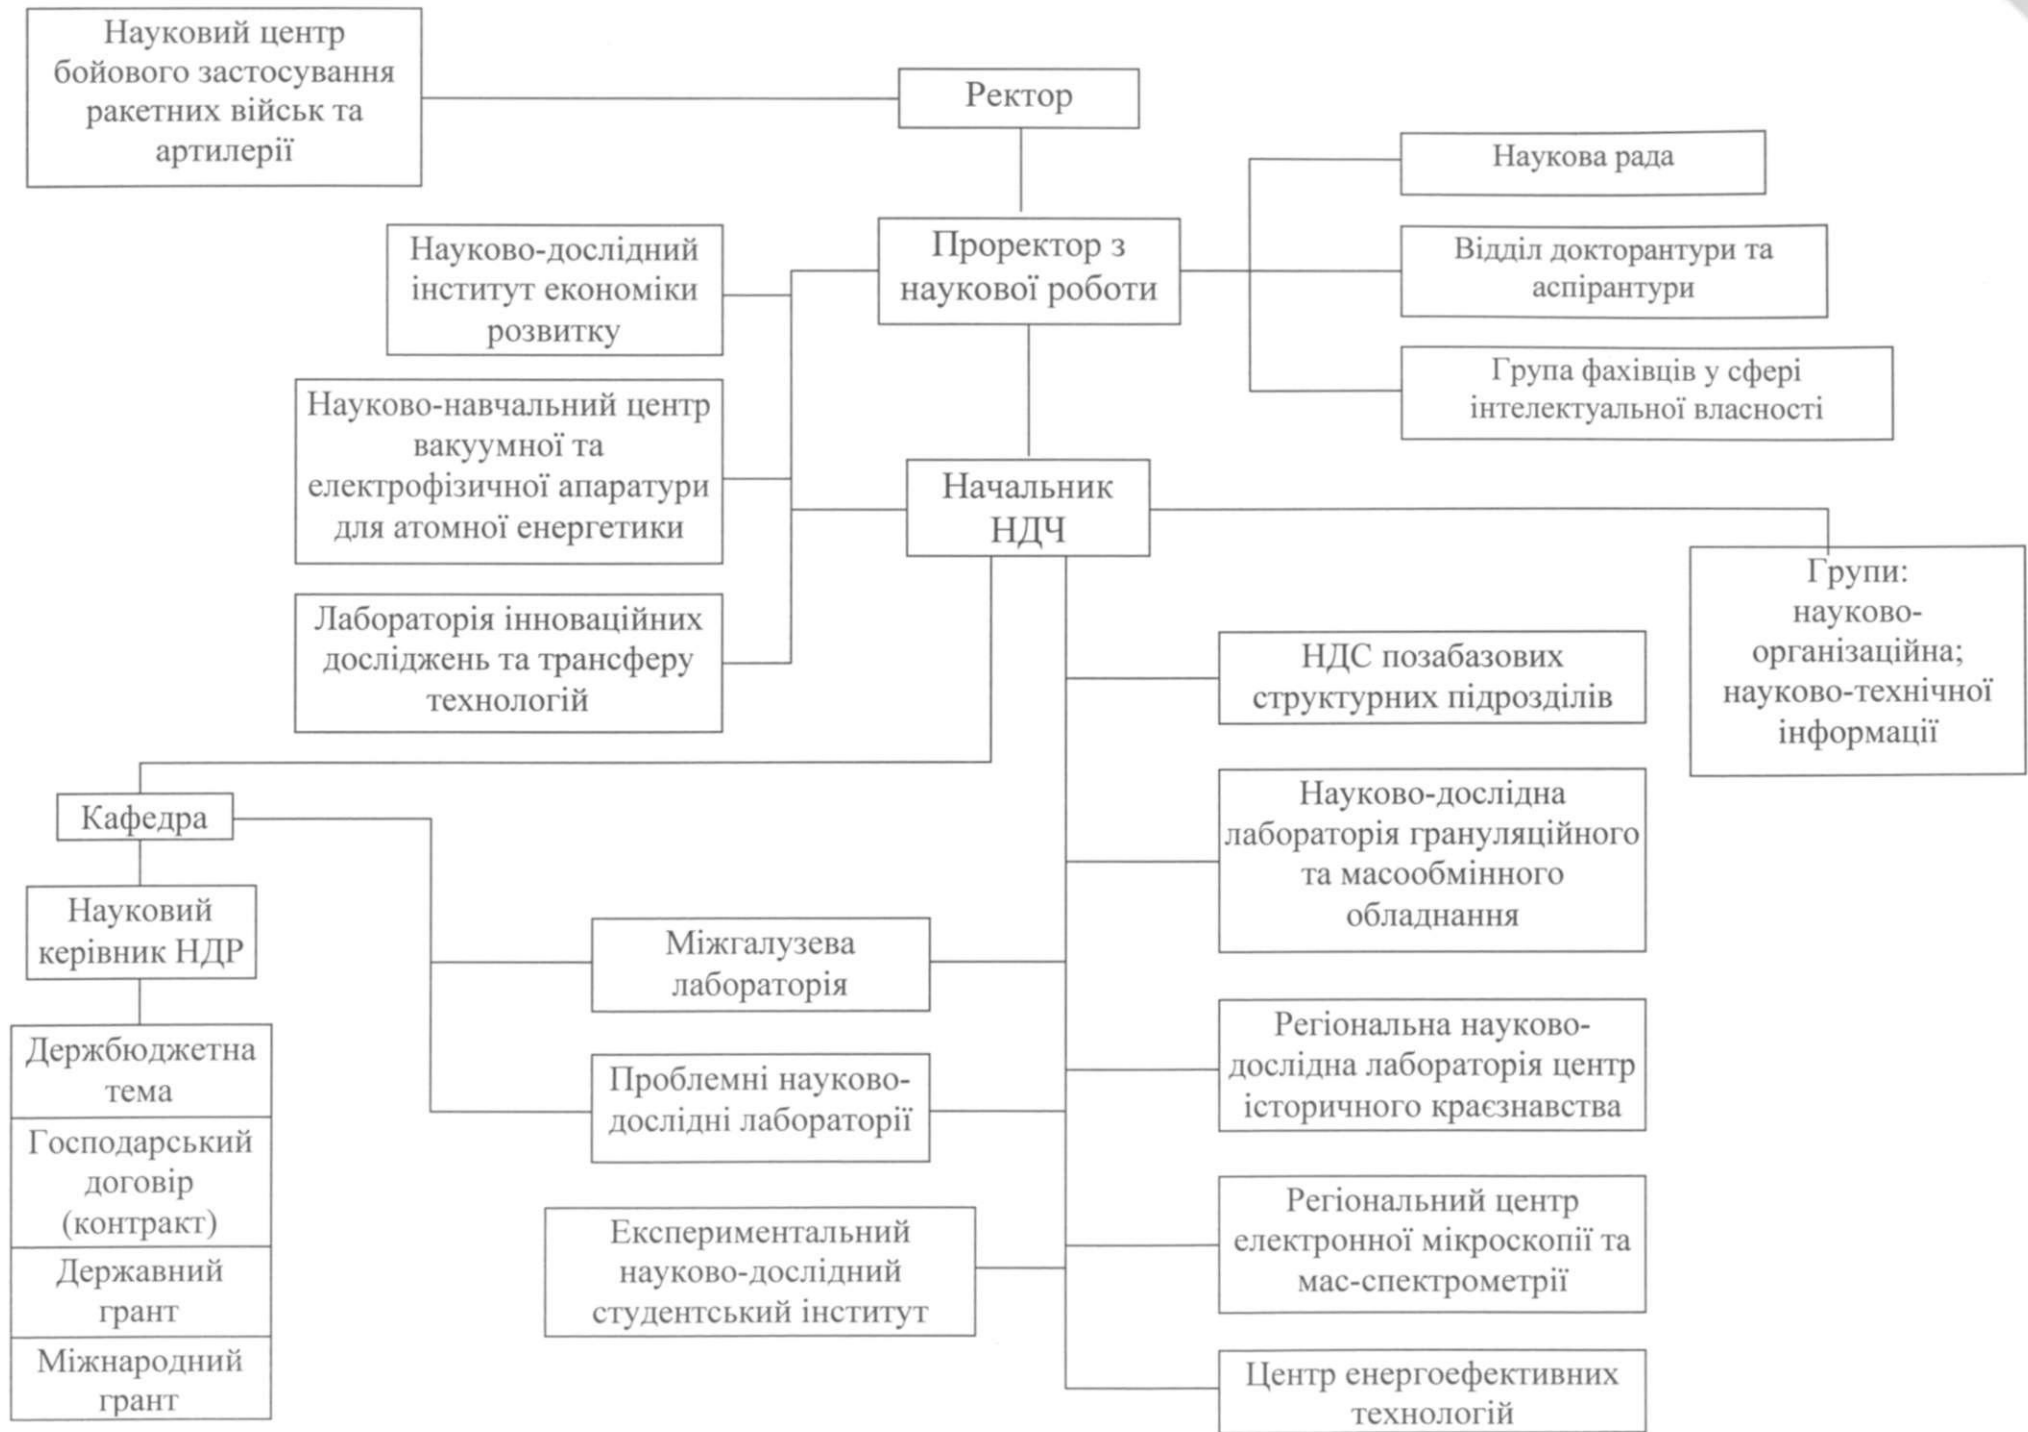 Науковий центр
бойового застосування
ракетних військ та
артилерії
Ректор
Наукова рада
Відділ докторантури та
аспірантури
Група фахівців у сфері
інтелектуальної власності
Проректор з
наукової роботи
Науково-дослідний
інститут економіки
розвитку
Науково-навчальний центр
вакуумної та
електрофізичної апаратури
для атомної енергетики
Лабораторія інноваційних
досліджень та трансферу
технологій
Начальник
НДЧ
Групи:
науково-
організаційна;
науково-технічної
інформації
НДС позабазових
структурних підрозділів
Науково-дослідна
лабораторія грануляційного
та масообмінного
обладнання
Регіональна науково-
дослідна лабораторія центр
історичного краєзнавства
Регіональний центр
електронної мікроскопії та
мас-спектрометрії
Центр енергоефективних
технологій
Кафедра
Науковий
керівник НДР
Держбюджетна
тема
Господарський
договір
(контракт)
Державний
грант
Міжнародний
грант
Міжгалузева
лабораторія
Проблемні науково-
дослідні лабораторії
Експериментальний
науково-дослідний
студентський інститут